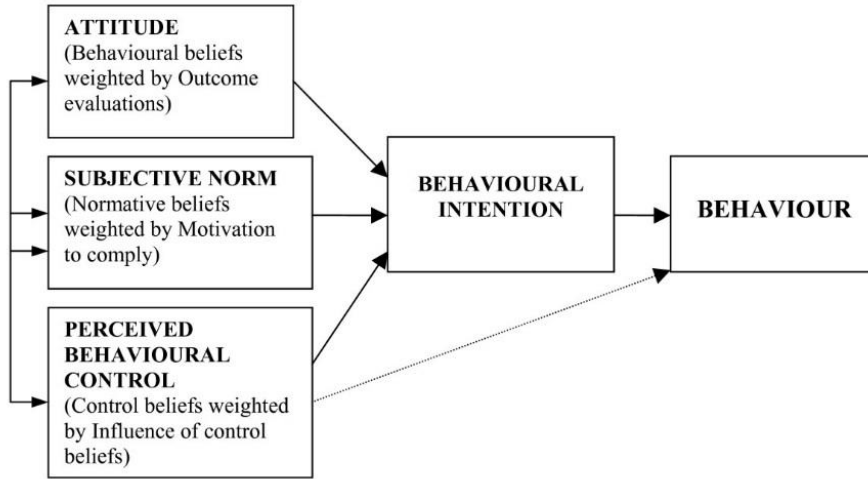 ATTITUDE
(Behavioural beliefs
weighted by Outcome
evaluations)
SUBJECTIVE NORM
(Normative beliefs
weighted by Motivation
to comply)
PERCEIVED
BEHAVIOURAL
CONTROL
(Control beliefs weighted
by Influence of control
beliefs)
BEHAVIOURAL
INTENTION
BEHAVIOUR